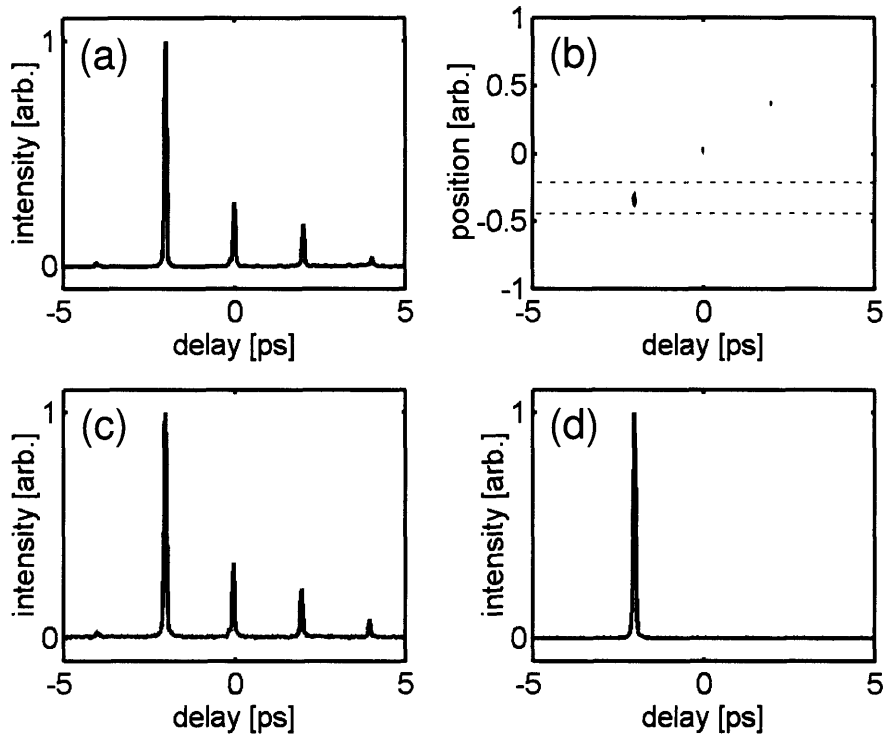 (a)
intensity [arb.]
1
0
-5
0
5
delay [ps]
(b)
position [arb.]
1
0.5
0
-0.5
-1
-5
0
5
delay [ps]
(c)
intensity [arb.]
1
0
-5
0
5
delay [ps]
(d)
intensity [arb.]
1
0
-5
0
5
delay [ps]